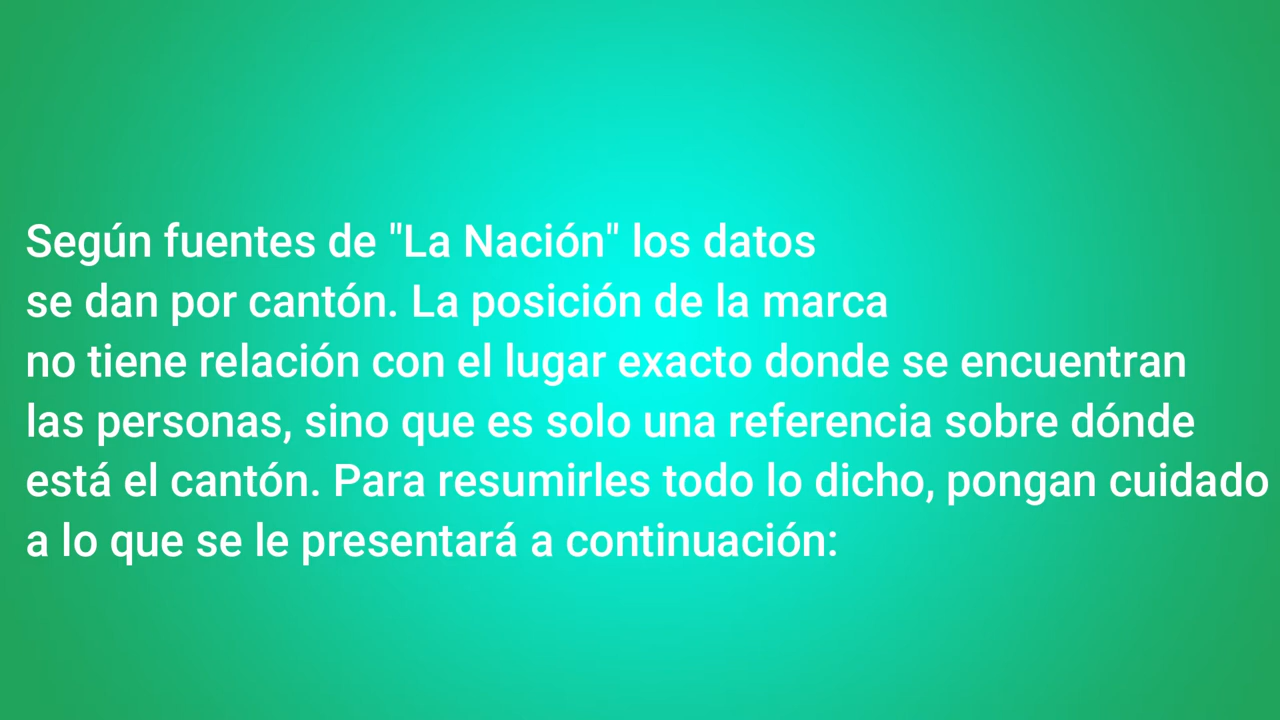 Según fuentes de "La Nación" los datos
se dan por cantón. La posición de la marca
no tiene relación con el lugar exacto donde se encuentran
las personas, sino que es solo una referencia sobre dónde
está el cantón. Para resumirles todo lo dicho, pongan cuidado
a lo que se le presentará a continuación: